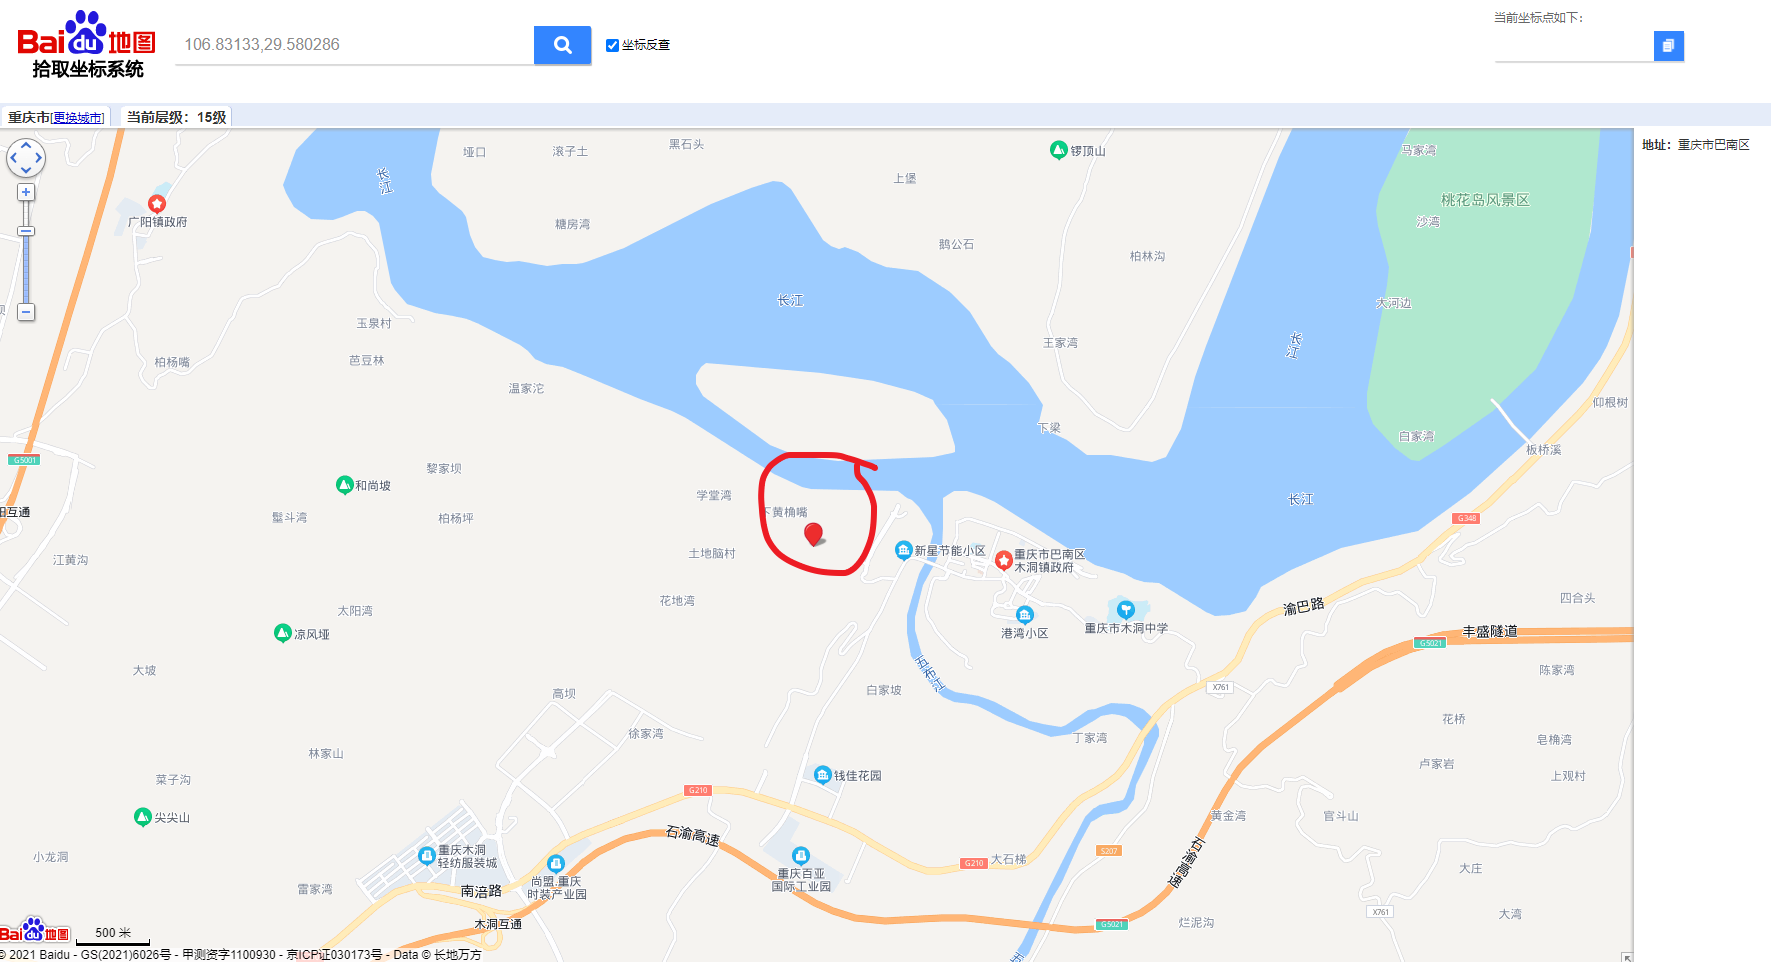 Bai du 地图
拾取坐标系统
106.83133,29.580286
坐标反查
当前坐标点如下：
重庆市[更换城市]
当前层级：15级
地址：重庆市巴南区
黑石头
垭口
滚子土
锣顶山
马家湾
长江
上堡
桃花岛风景区
广阳镇政府
糖房湾
沙湾
鹅公石
柏林沟
长江
大河边
玉泉村
王家湾
长江
柏杨嘴
芭豆林
温家沱
仰根树
下梁
白家湾
板桥溪
G5001
黎家坝
和尚坡
学堂湾
长江
阳互通
髽斗湾
柏杨坪
下黄桷嘴
G348
江黄沟
土地脑村
新星节能小区
重庆市巴南区
木洞镇政府
花地湾
太阳湾
四合头
渝巴路
凉风垭
港湾小区
重庆市木洞中学
丰盛隧道
G5021
大坡
五布江
陈家湾
高坝
白家坡
X761
花桥
徐家湾
丁家湾
皂桷湾
林家山
卢家岩
菜子沟
钱佳花园
上观村
G210
尖尖山
黄金湾
官斗山
石渝高速
小龙洞
重庆木洞
轻纺服装城
S207
大石梯
G210
石渝高速
大庄
重庆百亚
国际工业园
尚盟.重庆
时装产业园
雷家湾
南涪路
X761
大湾
木洞互通
G5021
烂泥沟
Bai du 地图
500 米
五
© 2021 Baidu - GS(2021)6026号 - 甲测资字1100930 - 京ICP证030173号 - Data © 长地万方